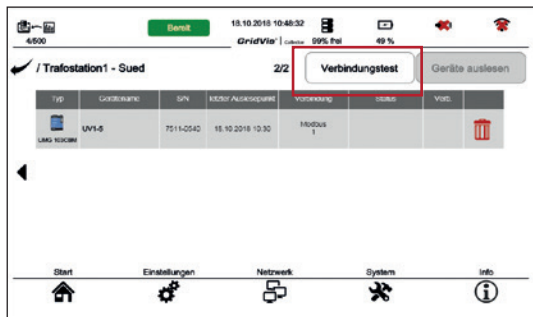 4/500
Bereit
18.10.2018 10:48:32
GridVis® | Collector
99% frei
49 %
/ Trafostation1 - Sued
2/2
Verbindungstest
Geräte auslesen
Typ Gerätename S/N letzter Auslesepunkt Verbindung Status Verb.
UMG 103CBM
UV1-5
7511-0540
18.10.2018 10:30
Modbus
1
Start Einstellungen Netzwerk System Info